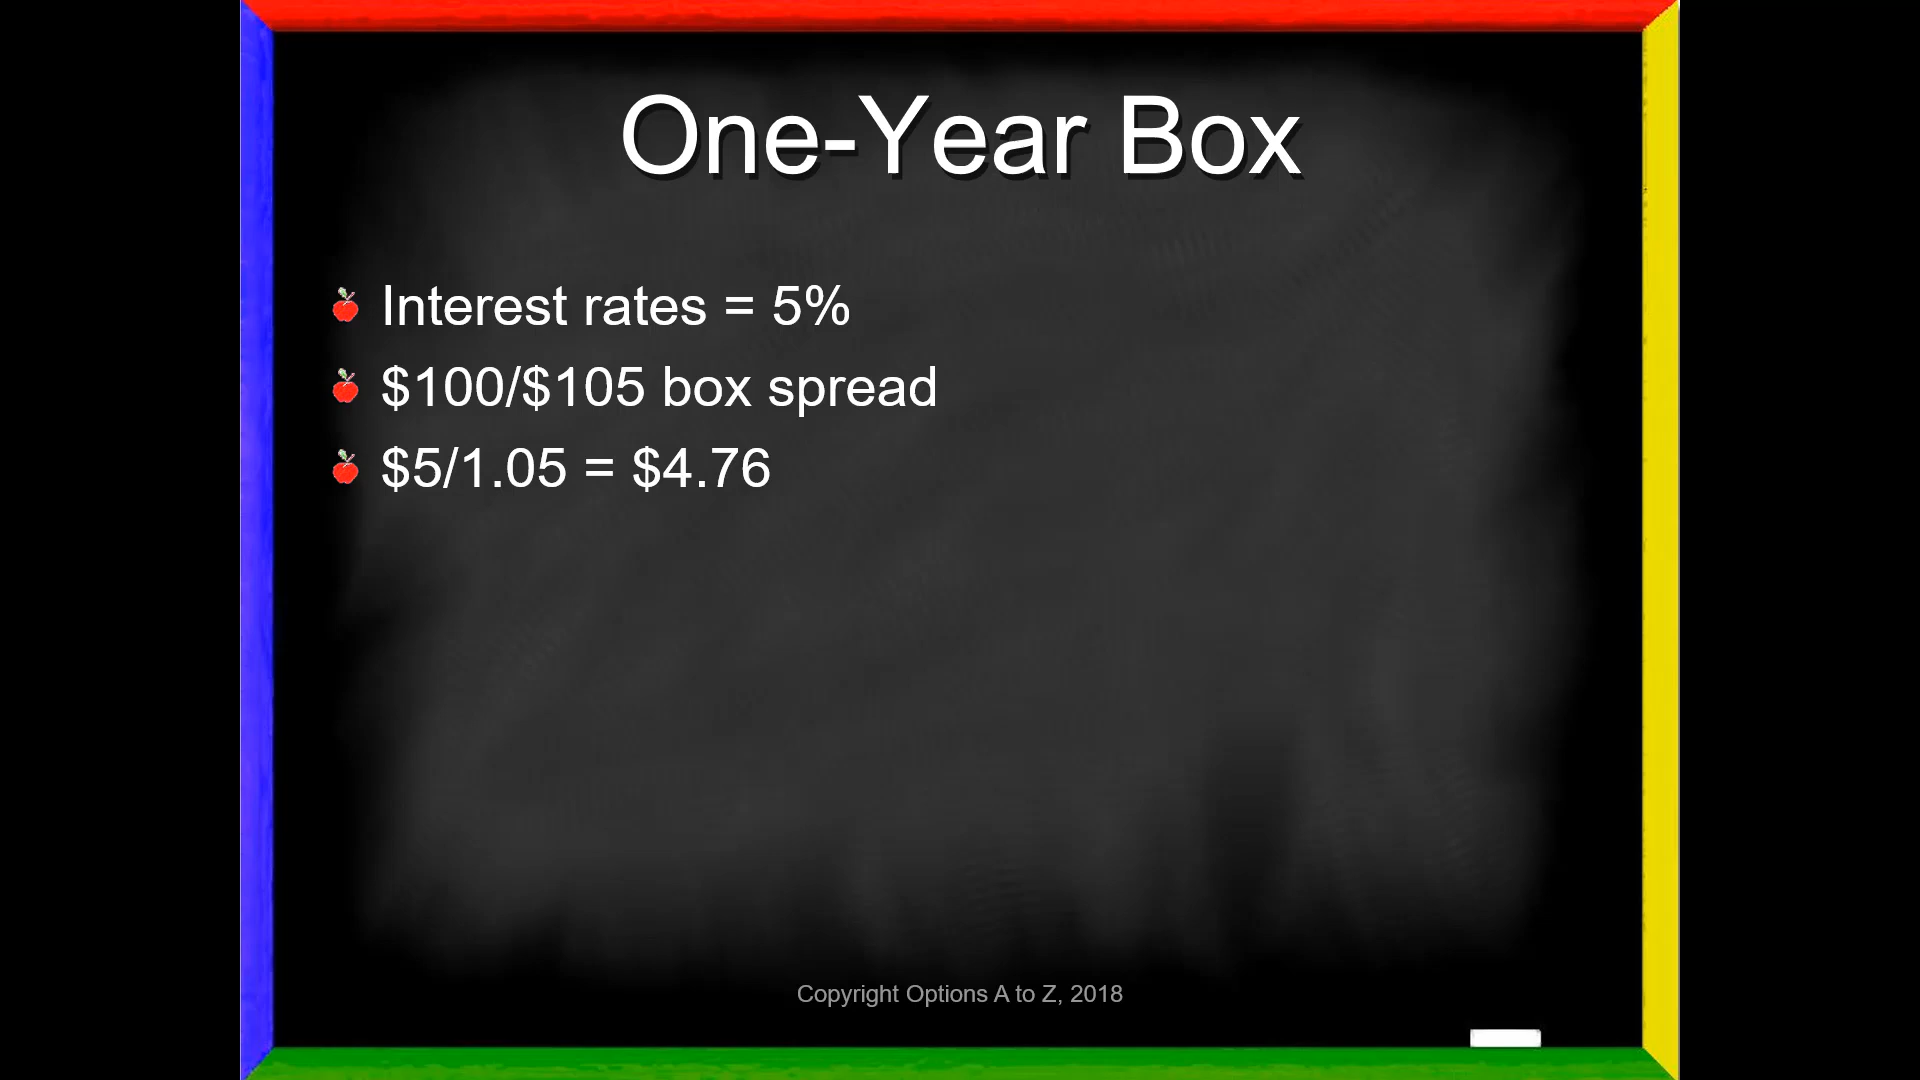 One-Year Box
Interest rates = 5%
$100/$105 box spread
$5/1.05 = $4.76
Copyright Options A to Z, 2018